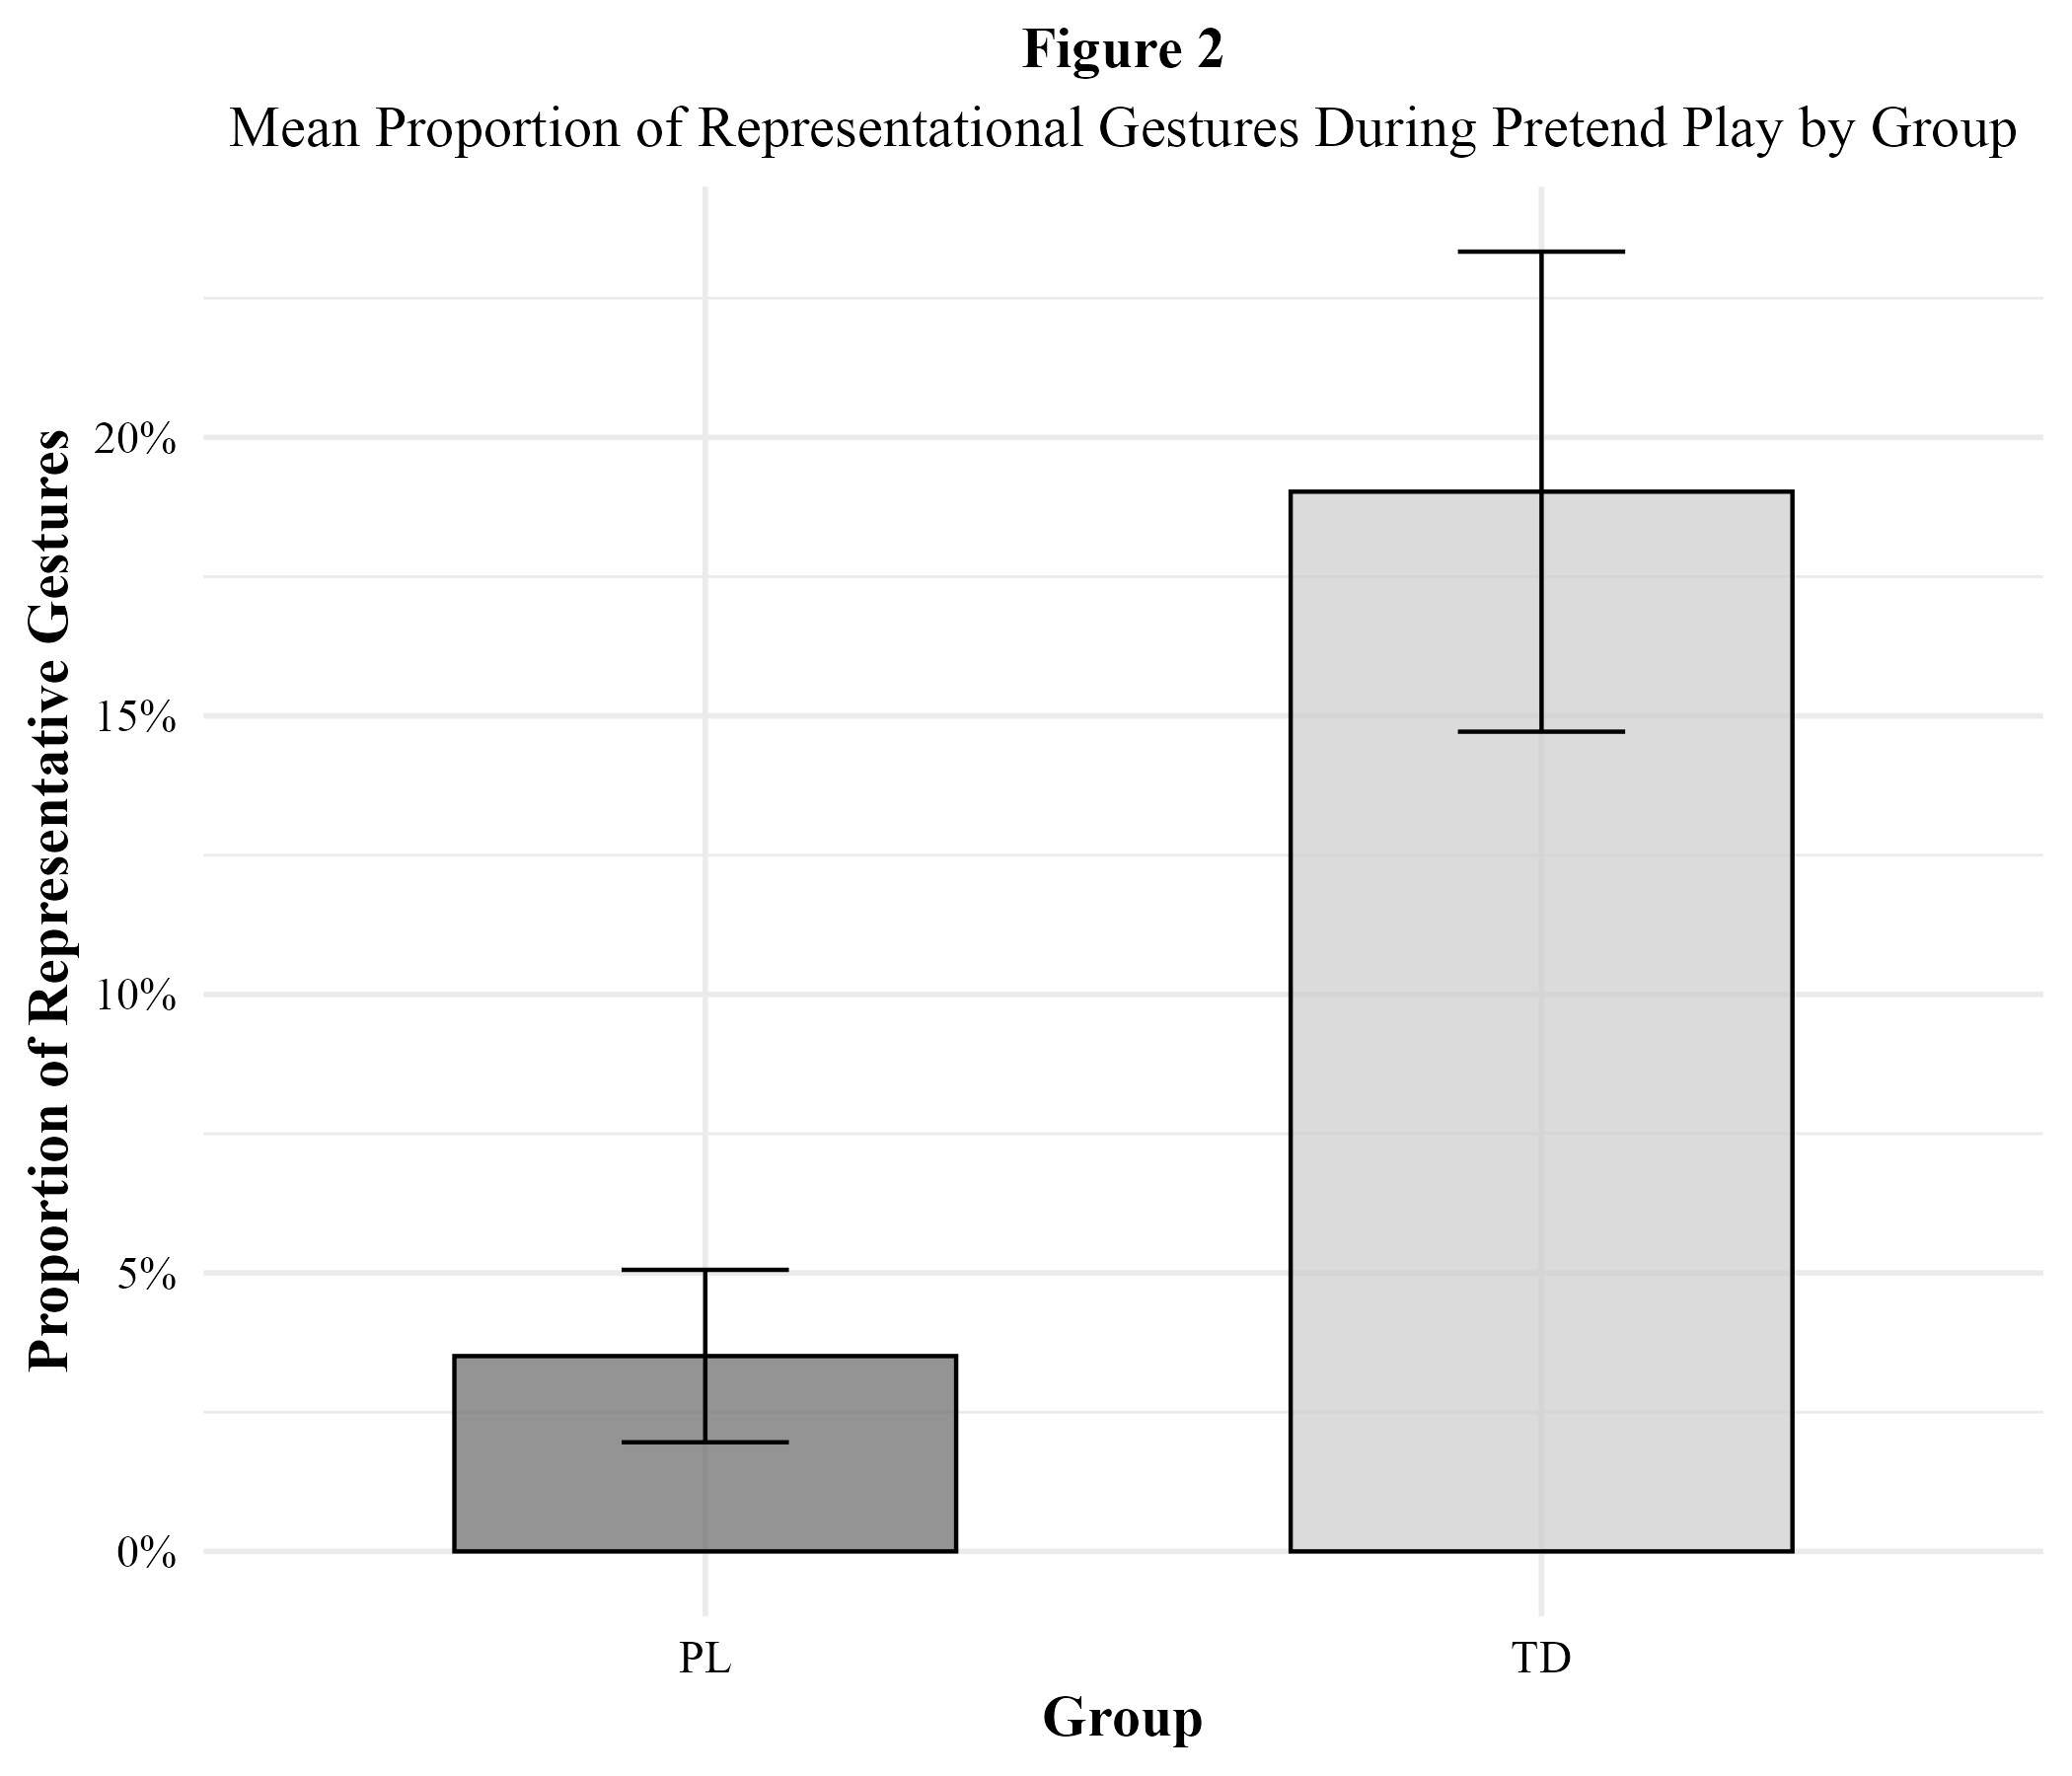 Figure 2
Mean Proportion of Representational Gestures During Pretend Play by Group
Proportion of Representative Gestures
20%
15%
10%
5%
0%
PL
TD
Group